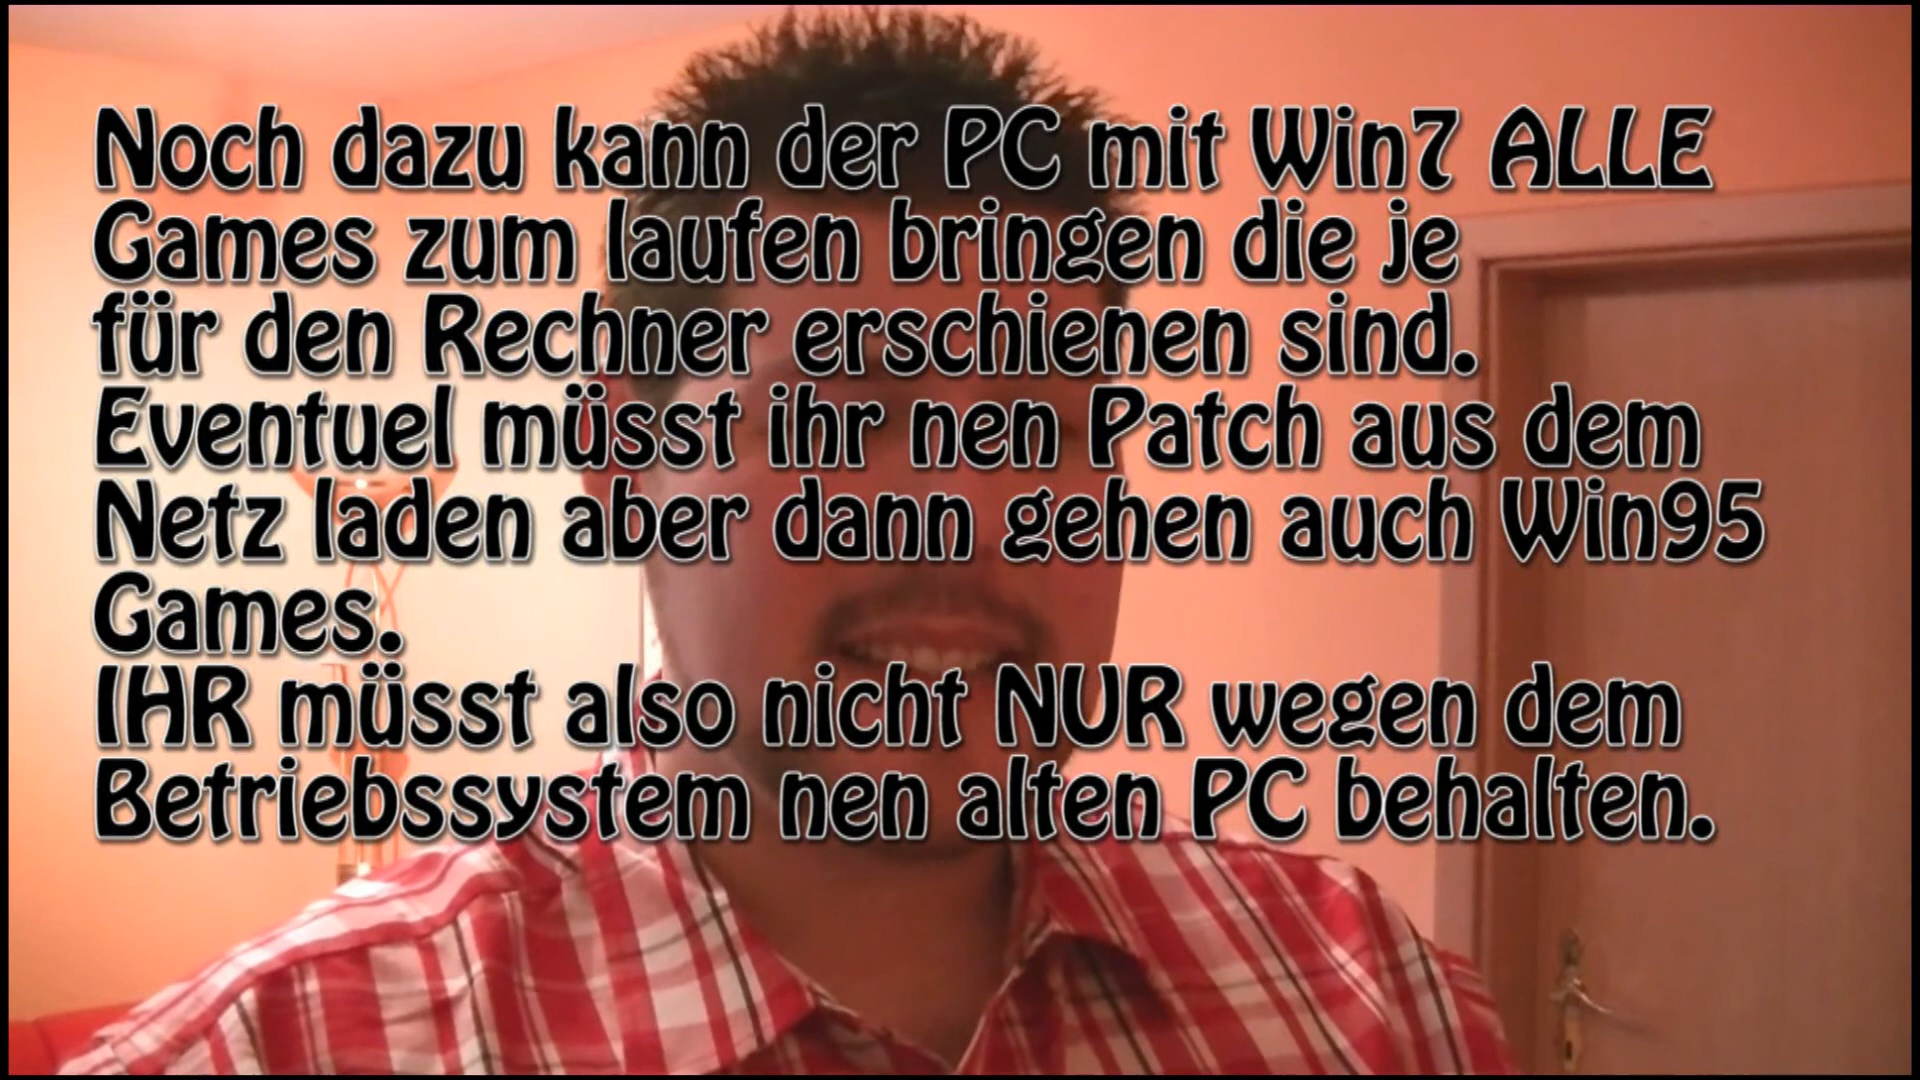 Noch dazu kann der PC mit Win7 ALLE
Games zum laufen bringen die je
für den Rechner erschienen sind.
Eventuel müsst ihr nen Patch aus dem
Netz laden aber dann gehen auch Win95
Games.
IHR müsst also nicht NUR wegen dem
Betriebssystem nen alten PC behalten.